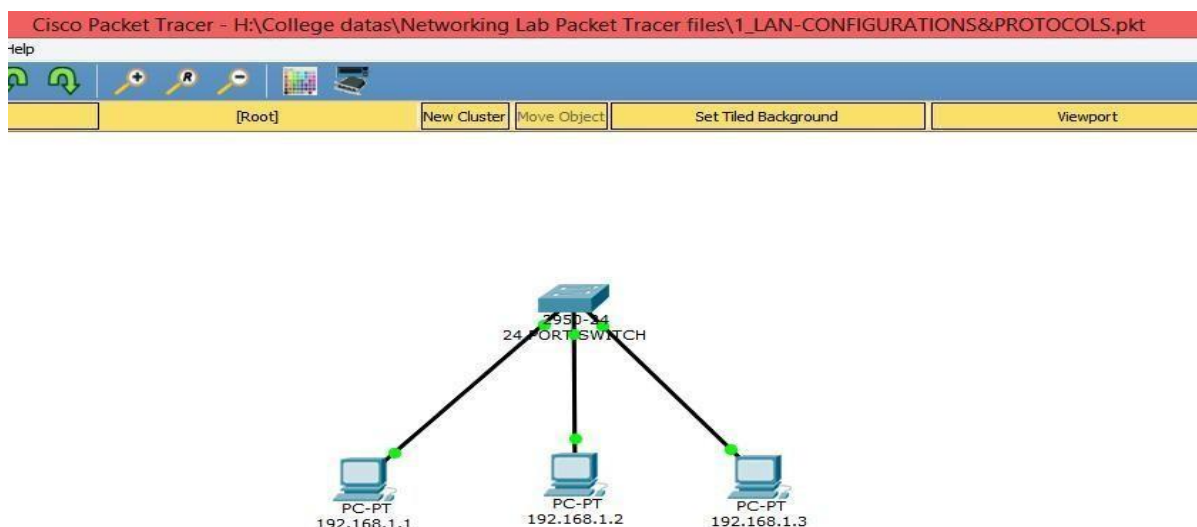 Cisco Packet Tracer - H:\College datas\Networking Lab Packet Tracer files\1_LAN-CONFIGURATIONS&PROTOCOLS.pkt
Help
R
[Root]
New Cluster
Move Object
Set Tiled Background
Viewport
2950-24
24 PORT SWITCH
PC-PT
192.168.1.1
PC-PT
192.168.1.2
PC-PT
192.168.1.3